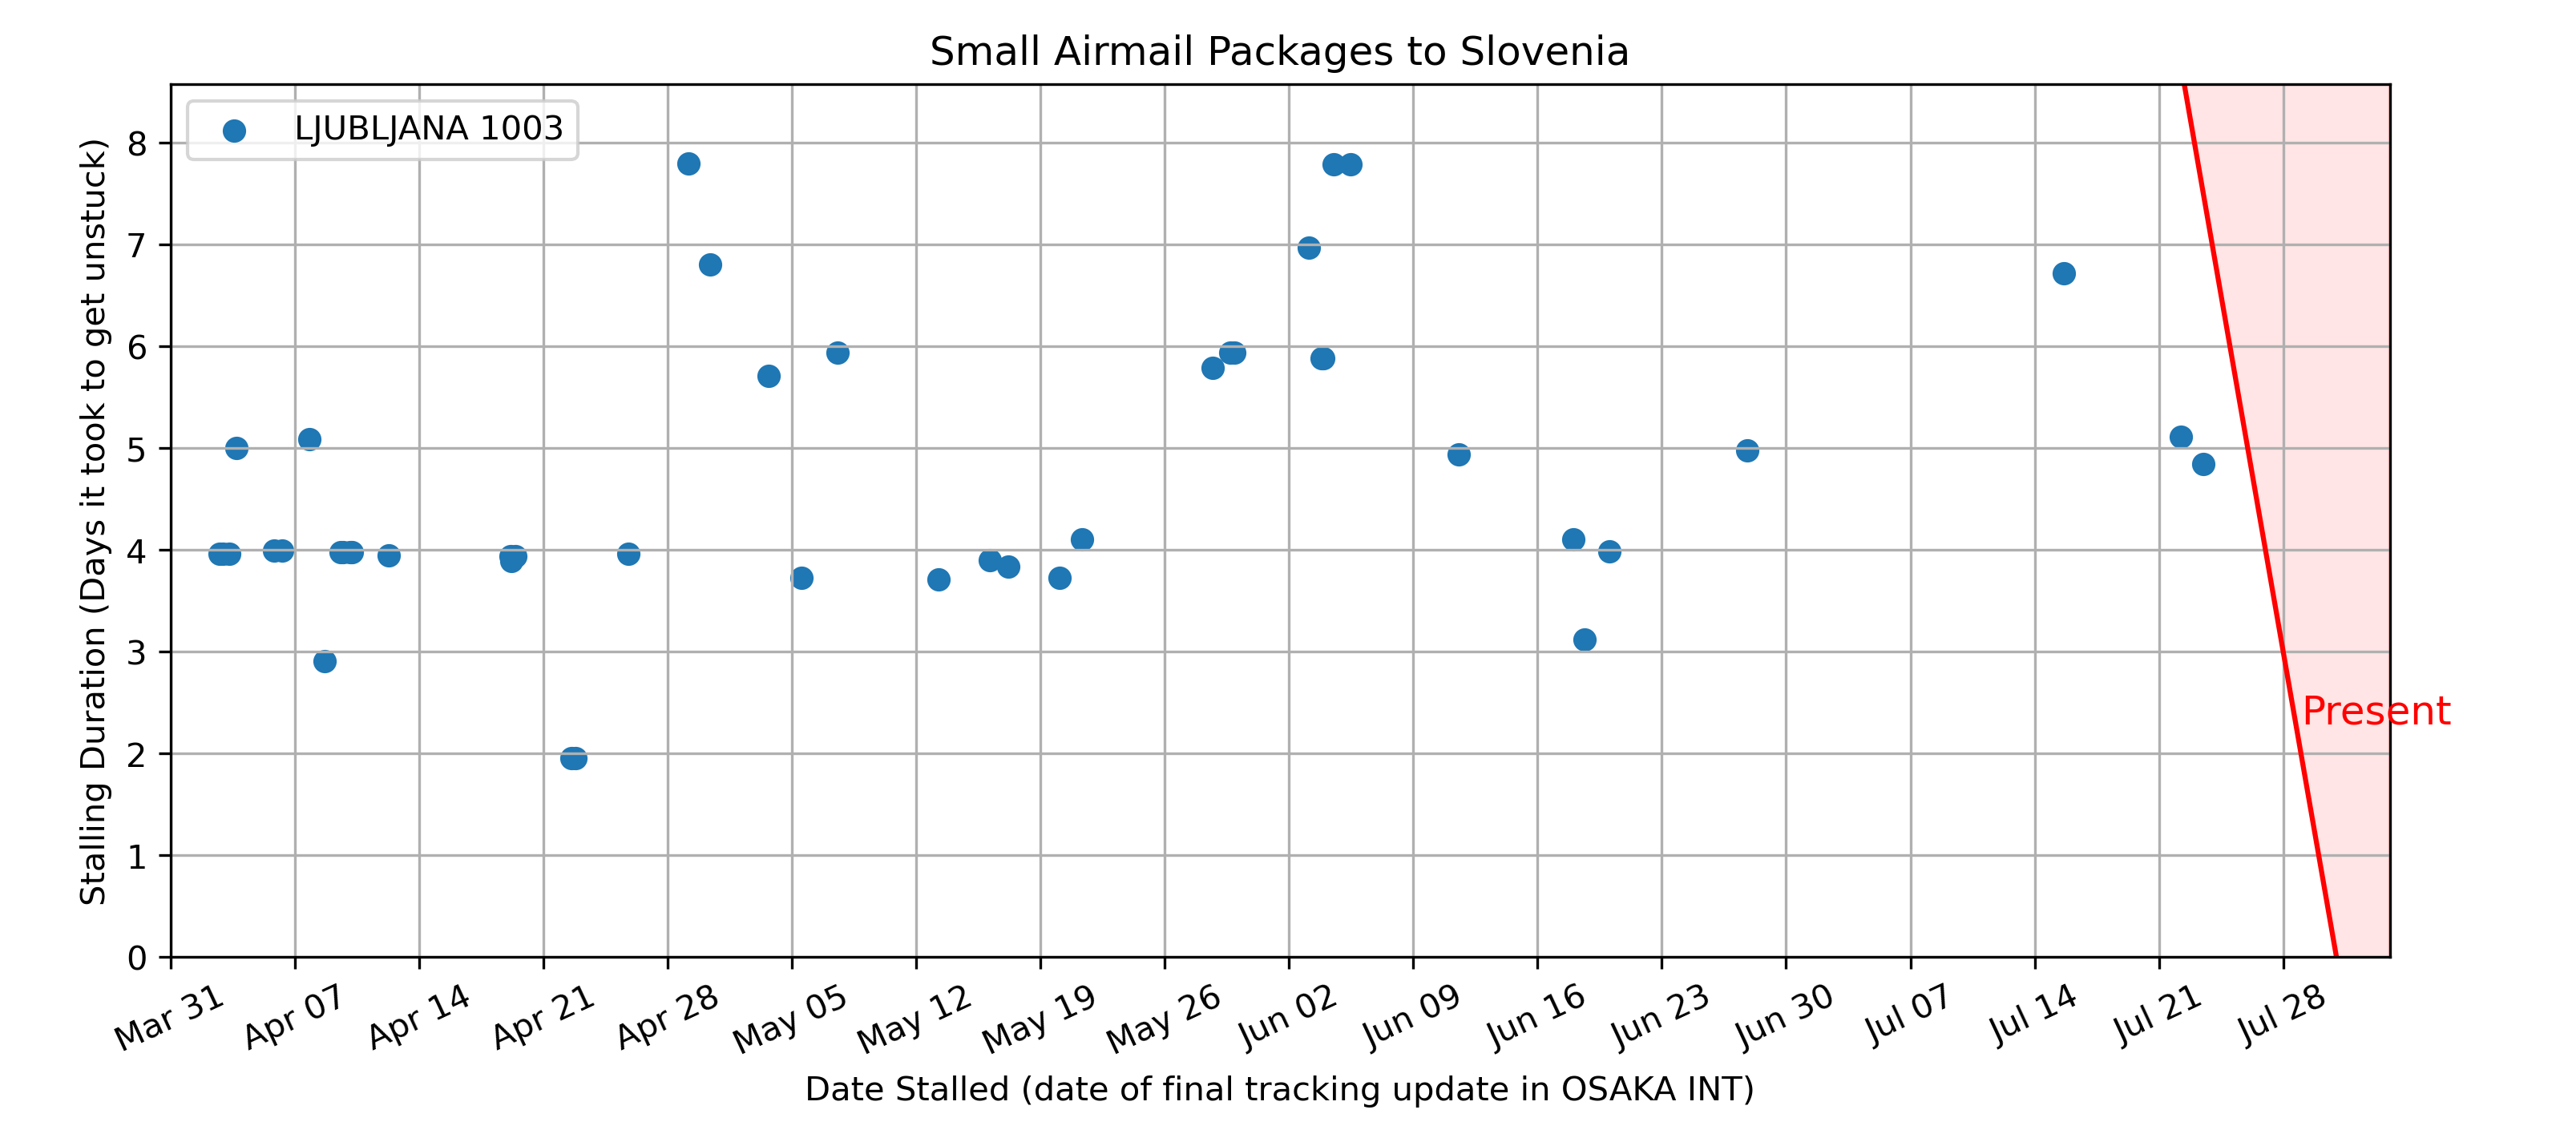 Small Airmail Packages to Slovenia
LJUBLJANA 1003
Stalling Duration (Days it took to get unstuck)
8
7
6
5
4
3
2
1
0
Present
Mar 31 Apr 07 Apr 14 Apr 21 Apr 28 May 05 May 12 May 19 May 26 Jun 02 Jun 09 Jun 16 Jun 23 Jun 30 Jul 07 Jul 14 Jul 21 Jul 28
Date Stalled (date of final tracking update in OSAKA INT)